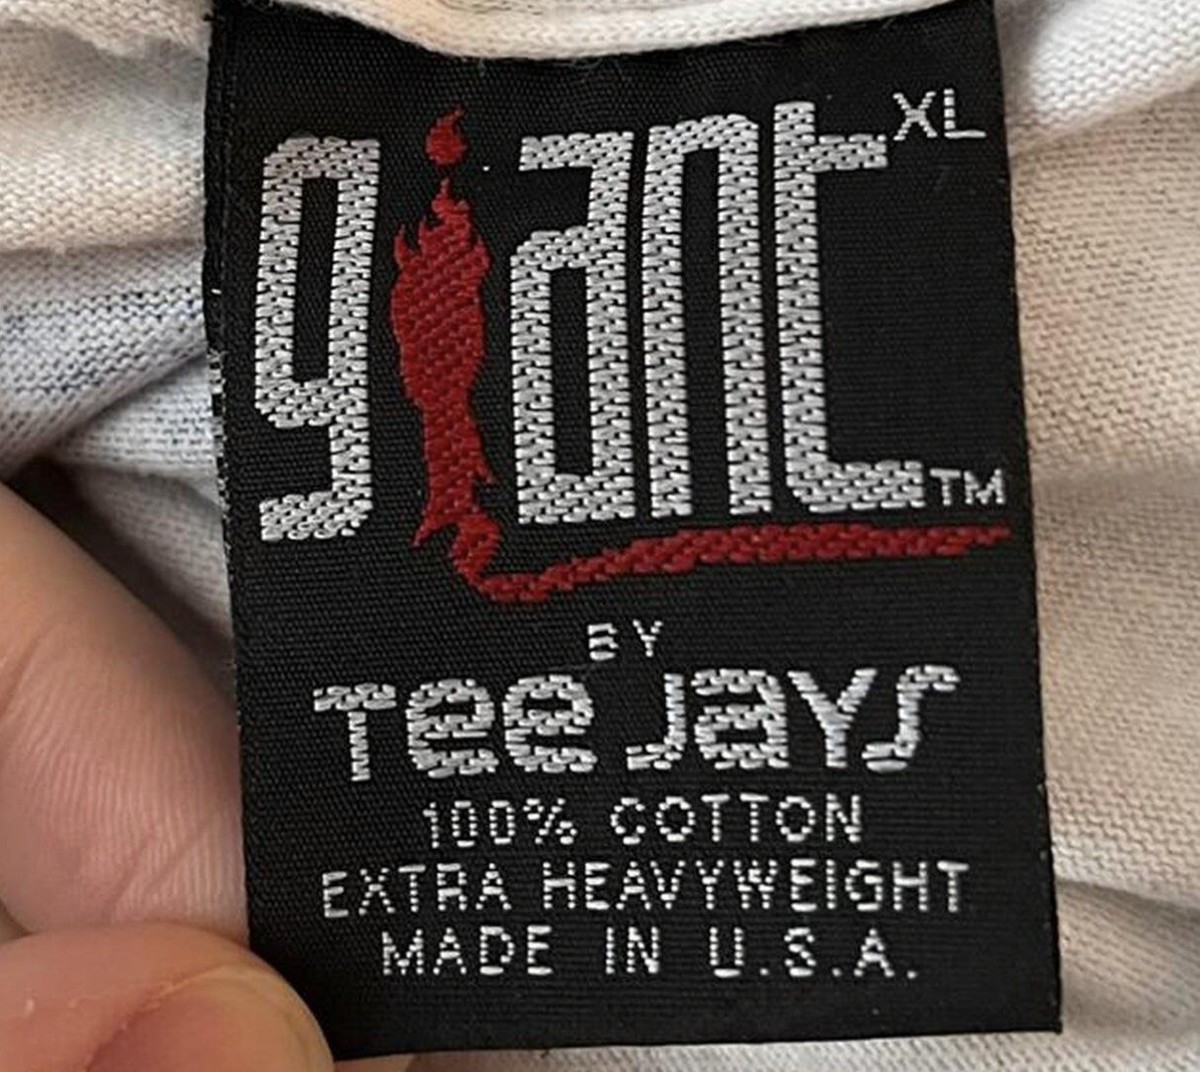 giant XL
TM
BY
Tee Jays
100% COTTON
EXTRA HEAVYWEIGHT
MADE IN U.S.A.